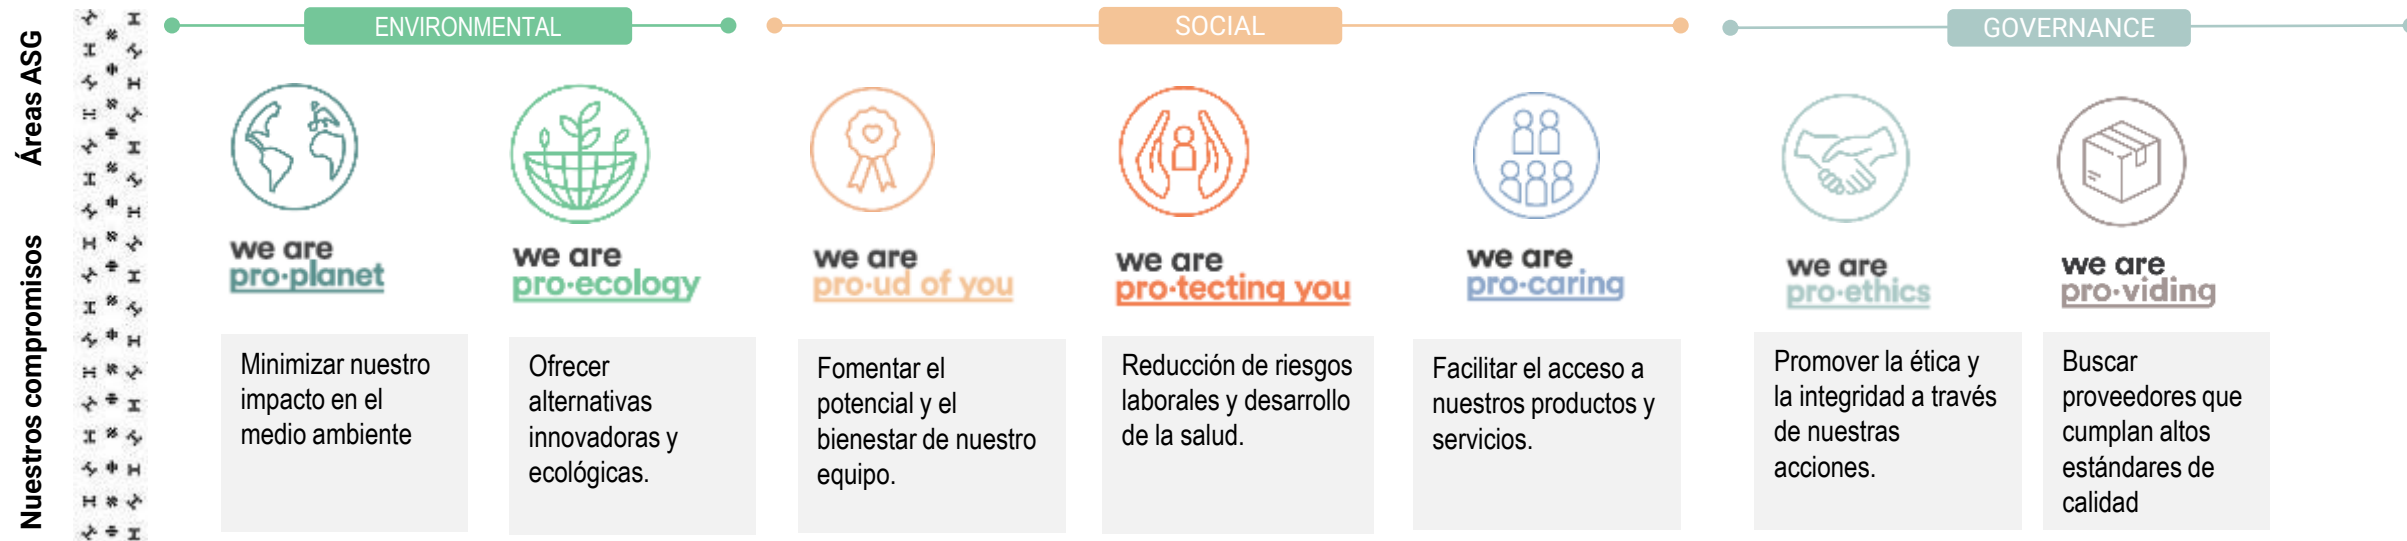 Áreas ASG
ENVIRONMENTAL
SOCIAL
GOVERNANCE
we are
pro·planet
we are
pro·ecology
we are
pro·ud of you
we are
pro·tecting you
we are
pro·caring
we are
pro·ethics
we are
pro·viding
Nuestros compromisos
Minimizar nuestro
impacto en el
medio ambiente
Ofrecer
alternativas
innovadoras y
ecológicas.
Fomentar el
potencial y el
bienestar de nuestro
equipo.
Reducción de riesgos
laborales y desarrollo
de la salud.
Facilitar el acceso a
nuestros productos y
servicios.
Promover la ética y
la integridad a través
de nuestras
acciones.
Buscar
proveedores que
cumplan altos
estándares de
calidad